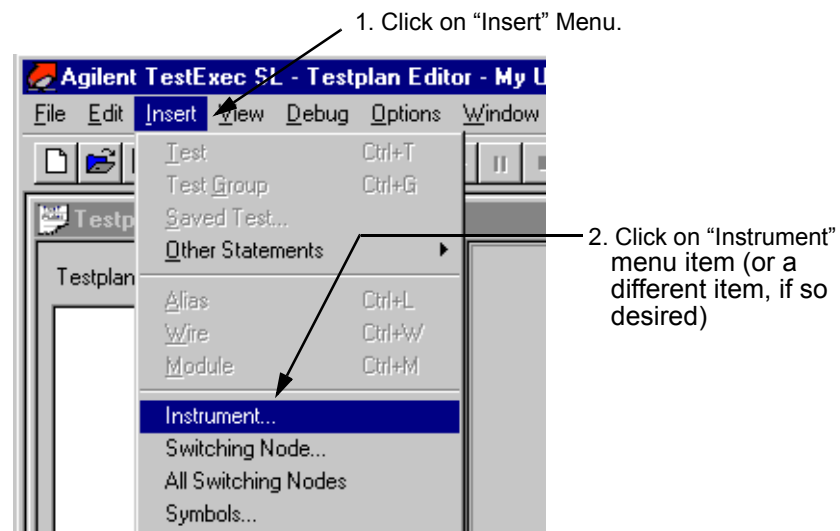 1. Click on “Insert” Menu.
Agilent TestExec SL - Testplan Editor - My U
File Edit Insert View Debug Options Window
Test Ctrl+T
Test Group Ctrl+G
Saved Test...
Other Statements
Testp
Testplan
Alias Ctrl+L
Wire Ctrl+W
Module Ctrl+M
Instrument...
Switching Node...
All Switching Nodes
Symbols...
2. Click on “Instrument”
menu item (or a
different item, if so
desired)